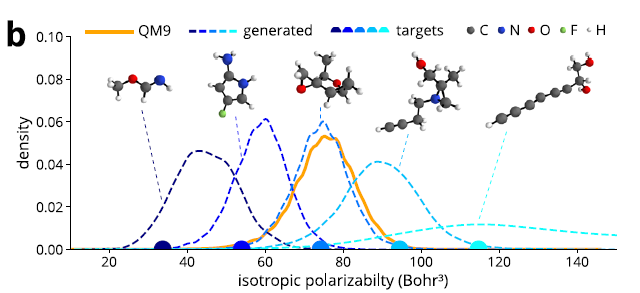 b
QM9 generated targets C N O F H
0.10
0.08
0.06
0.04
0.02
0.00
density
20 40 60 80 100 120 140
isotropic polarizabilty (Bohr³)